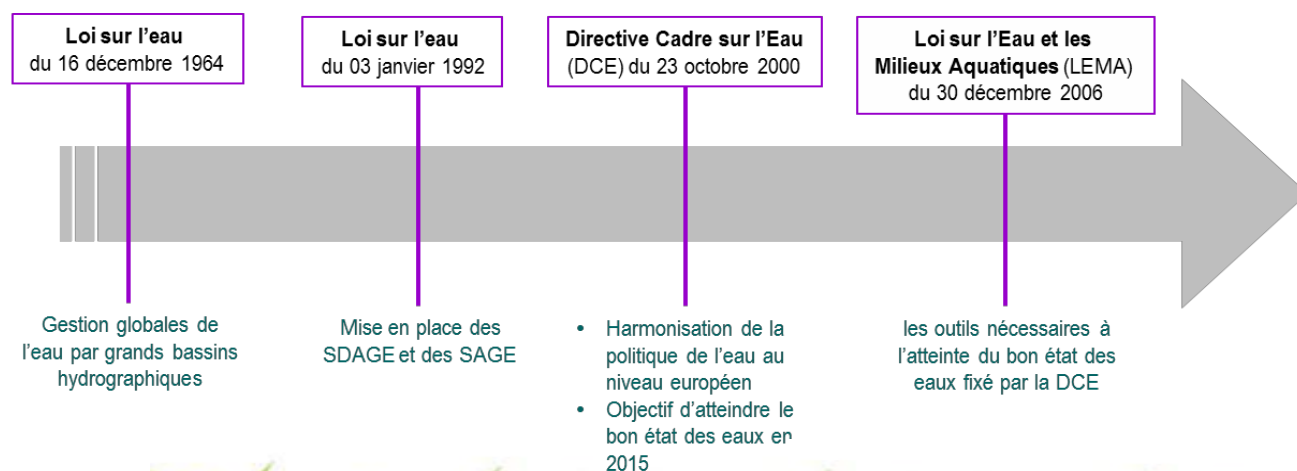 Loi sur l’eau
du 16 décembre 1964
Loi sur l’eau
du 03 janvier 1992
Directive Cadre sur l’Eau
(DCE) du 23 octobre 2000
Loi sur l’Eau et les
Milieux Aquatiques (LEMA)
du 30 décembre 2006
Gestion globales de
l’eau par grands bassins
hydrographiques
Mise en place des
SDAGE et des SAGE
• Harmonisation de la
politique de l’eau au
niveau européen
• Objectif d’atteindre le
bon état des eaux en
2015
les outils nécessaires à
l’atteinte du bon état des
eaux fixé par la DCE